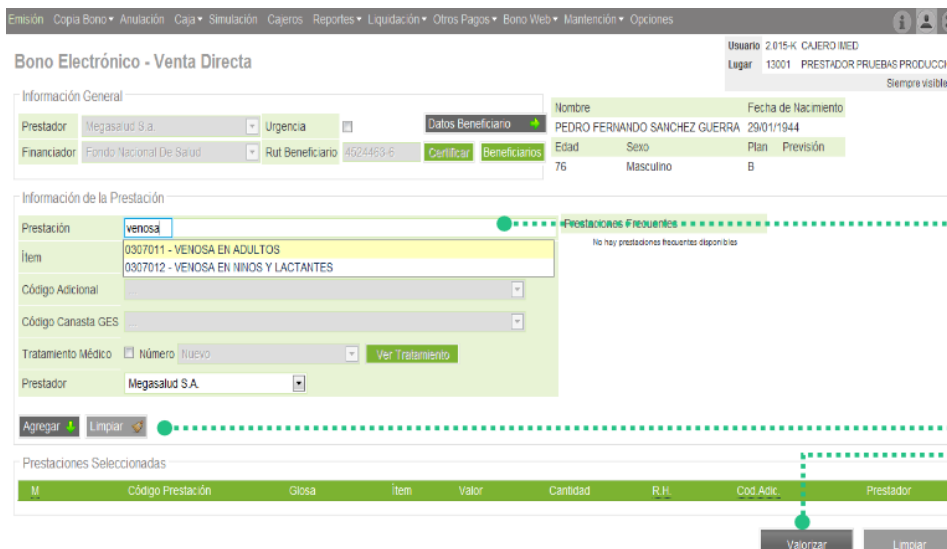 Emisión Copia Bono Anulación Caja Simulación Cajeros Reportes Liquidación Otros Pagos Bono Web Mantención Opciones
Usuario 2.015-K CAJERO IMED
Bono Electrónico - Venta Directa
Lugar 13001 PRESTADOR PRUEBAS PRODUCCI
Siempre visible
Información General
Prestador Megasalud S.a. Urgencia Datos Beneficiario
Financiador Fondo Nacional De Salud Rut Beneficiario 4524463-6 Certificar Beneficiarios
Nombre Fecha de Nacimiento
PEDRO FERNANDO SANCHEZ GUERRA 29/01/1944
Edad Sexo Plan Previsión
76 Masculino B
Información de la Prestación
Prestación venosa
Prestaciones Frecuentes
No hay prestaciones frecuentes disponibles
0307011 - VENOSA EN ADULTOS
Ítem
0307012 - VENOSA EN NINOS Y LACTANTES
Código Adicional ...
Código Canasta GES ...
Tratamiento Médico Número Nuevo Ver Tratamiento
Prestador Megasalud S.A.
Agregar Limpiar
Prestaciones Seleccionadas
M Código Prestación Glosa Ítem Valor Cantidad R.H. Cod.Adic. Prestador
Valorizar Limpiar